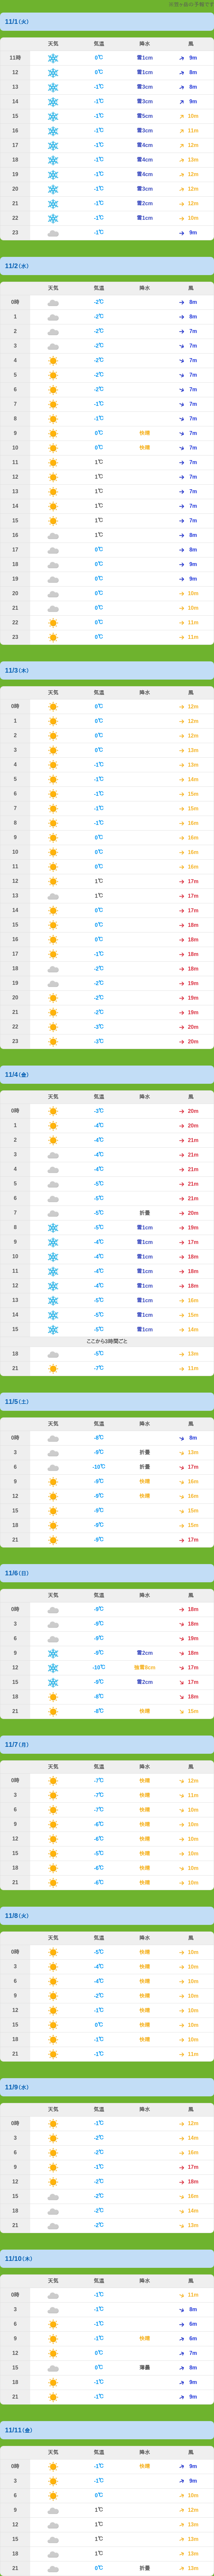 11/1 (火)
天気 気温 降水 風
11時 0℃ 雪1cm 9m
12 0℃ 雪1cm 8m
13 -1℃ 雪3cm 8m
14 -1℃ 雪3cm 9m
15 -1℃ 雪5cm 10m
16 -1℃ 雪3cm 11m
17 -1℃ 雪4cm 12m
18 -1℃ 雪4cm 13m
19 -1℃ 雪4cm 12m
20 -1℃ 雪3cm 12m
21 -1℃ 雪2cm 12m
22 -1℃ 雪1cm 10m
23 -1℃ 9m
11/2 (水)
天気 気温 降水 風
0時 -2℃ 8m
1 -2℃ 8m
2 -2℃ 7m
3 -2℃ 7m
4 -2℃ 7m
5 -2℃ 7m
6 -2℃ 7m
7 -1℃ 7m
8 -1℃ 7m
9 0℃ 快晴 7m
10 0℃ 快晴 7m
11 1℃ 7m
12 1℃ 7m
13 1℃ 7m
14 1℃ 7m
15 1℃ 7m
16 1℃ 8m
17 0℃ 8m
18 0℃ 9m
19 0℃ 9m
20 0℃ 10m
21 0℃ 10m
22 0℃ 11m
23 0℃ 11m
11/3 (木)
天気 気温 降水 風
0時 0℃ 12m
1 0℃ 12m
2 0℃ 12m
3 0℃ 13m
4 -1℃ 13m
5 -1℃ 14m
6 -1℃ 15m
7 -1℃ 15m
8 -1℃ 16m
9 0℃ 16m
10 0℃ 16m
11 0℃ 16m
12 1℃ 17m
13 1℃ 17m
14 0℃ 17m
15 0℃ 18m
16 0℃ 18m
17 -1℃ 18m
18 -2℃ 18m
19 -2℃ 19m
20 -2℃ 19m
21 -2℃ 19m
22 -3℃ 20m
23 -3℃ 20m
11/4 (金)
天気 気温 降水 風
0時 -3℃ 20m
1 -4℃ 20m
2 -4℃ 21m
3 -4℃ 21m
4 -4℃ 21m
5 -5℃ 21m
6 -5℃ 21m
7 -5℃ 折曇 20m
8 -5℃ 雪1cm 19m
9 -4℃ 雪1cm 17m
10 -4℃ 雪1cm 18m
11 -4℃ 雪1cm 18m
12 -4℃ 雪1cm 18m
13 -5℃ 雪1cm 16m
14 -5℃ 雪1cm 15m
15 -5℃ 雪1cm 14m
ここから3時間ごと
18 -5℃ 13m
21 -7℃ 11m
11/5 (土)
天気 気温 降水 風
0時 -8℃ 9m
3 -9℃ 折曇 13m
6 -10℃ 折曇 17m
9 -9℃ 快晴 16m
12 -9℃ 快晴 16m
15 -9℃ 15m
18 -9℃ 15m
21 -9℃ 17m
11/6 (日)
天気 気温 降水 風
0時 -9℃ 18m
3 -9℃ 18m
6 -9℃ 19m
9 -9℃ 雪2cm 18m
12 -10℃ 17m
15 -9℃ 雪2cm 17m
18 -8℃ 18m
21 -8℃ 快晴 15m
11/7 (月)
天気 気温 降水 風
0時 -7℃ 快晴 12m
3 -7℃ 快晴 11m
6 -7℃ 快晴 10m
9 -6℃ 快晴 10m
12 -6℃ 快晴 10m
15 -5℃ 快晴 10m
18 -6℃ 快晴 10m
21 -6℃ 快晴 10m
11/8 (火)
天気 気温 降水 風
0時 -5℃ 快晴 10m
3 -4℃ 快晴 10m
6 -4℃ 快晴 10m
9 -2℃ 快晴 10m
12 -1℃ 快晴 10m
15 0℃ 快晴 10m
18 -1℃ 快晴 10m
21 -1℃ 11m
11/9 (水)
天気 気温 降水 風
0時 -1℃ 12m
3 -2℃ 14m
6 -2℃ 16m
9 -1℃ 17m
12 -2℃ 18m
15 -2℃ 16m
18 -2℃ 14m
21 -2℃ 13m
11/10 (木)
天気 気温 降水 風
0時 -1℃ 11m
3 -1℃ 8m
6 -1℃ 6m
9 -1℃ 快晴 6m
12 0℃ 7m
15 0℃ 薄曇 8m
18 -1℃ 9m
21 -1℃ 9m
11/11 (金)
天気 気温 降水 風
0時 -1℃ 快晴 9m
3 -1℃ 9m
6 0℃ 10m
9 1℃ 12m
12 1℃ 13m
15 1℃ 13m
18 1℃ 13m
21 0℃ 折曇 13m